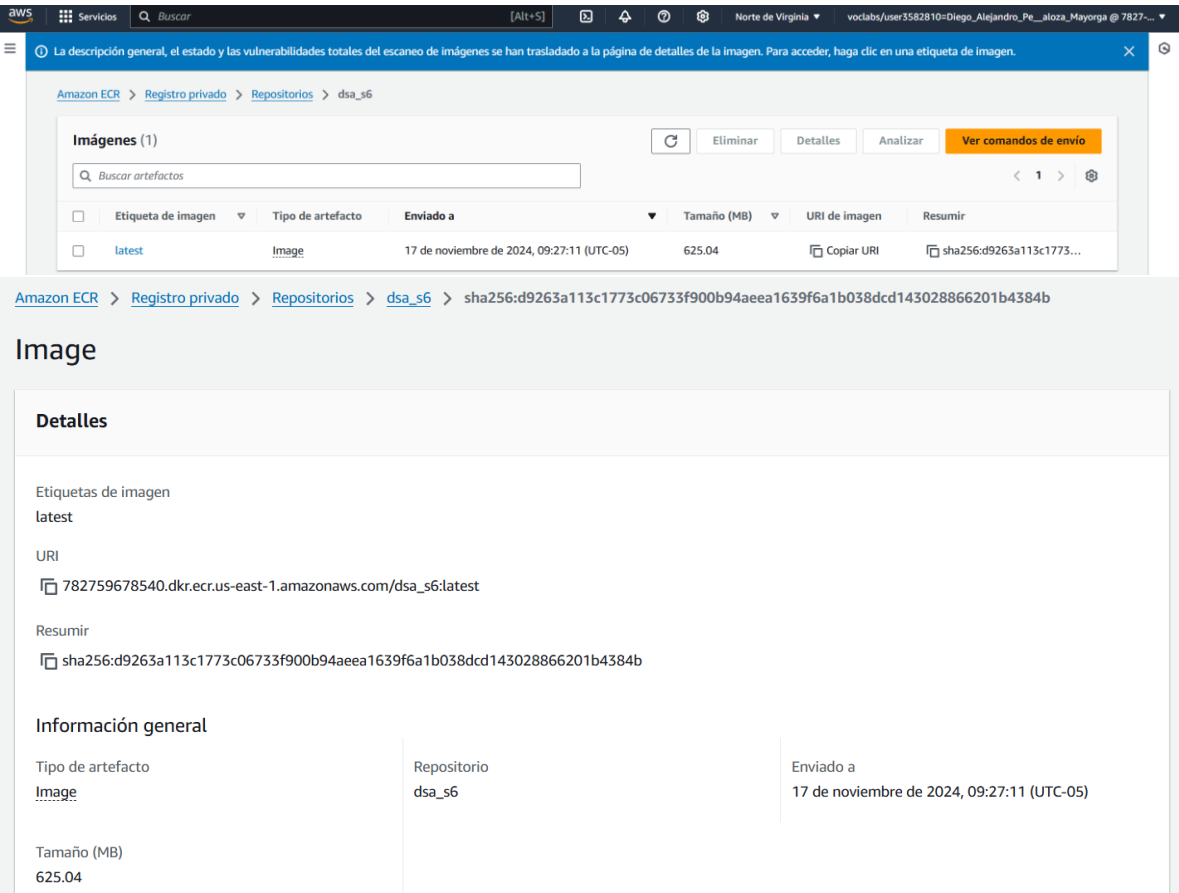 aws Servicios Buscar [Alt+S] Norte de Virginia voclabs/user3582810=Diego_Alejandro_Pe__aloza_Mayorga @ 7827-...
La descripción general, el estado y las vulnerabilidades totales del escaneo de imágenes se han trasladado a la página de detalles de la imagen. Para acceder, haga clic en una etiqueta de imagen.
Amazon ECR > Registro privado > Repositorios > dsa_s6
Imágenes (1) Eliminar Detalles Analizar Ver comandos de envío
Buscar artefactos < 1 >
Etiqueta de imagen Tipo de artefacto Enviado a Tamaño (MB) URI de imagen Resumir
latest Image 17 de noviembre de 2024, 09:27:11 (UTC-05) 625.04 Copiar URI sha256:d9263a113c1773...
Amazon ECR > Registro privado > Repositorios > dsa_s6 > sha256:d9263a113c1773c06733f900b94aeea1639f6a1b038dcd143028866201b4384b
Image
Detalles
Etiquetas de imagen
latest
URI
782759678540.dkr.ecr.us-east-1.amazonaws.com/dsa_s6:latest
Resumir
sha256:d9263a113c1773c06733f900b94aeea1639f6a1b038dcd143028866201b4384b
Información general
Tipo de artefacto Repositorio Enviado a
Image dsa_s6 17 de noviembre de 2024, 09:27:11 (UTC-05)
Tamaño (MB)
625.04